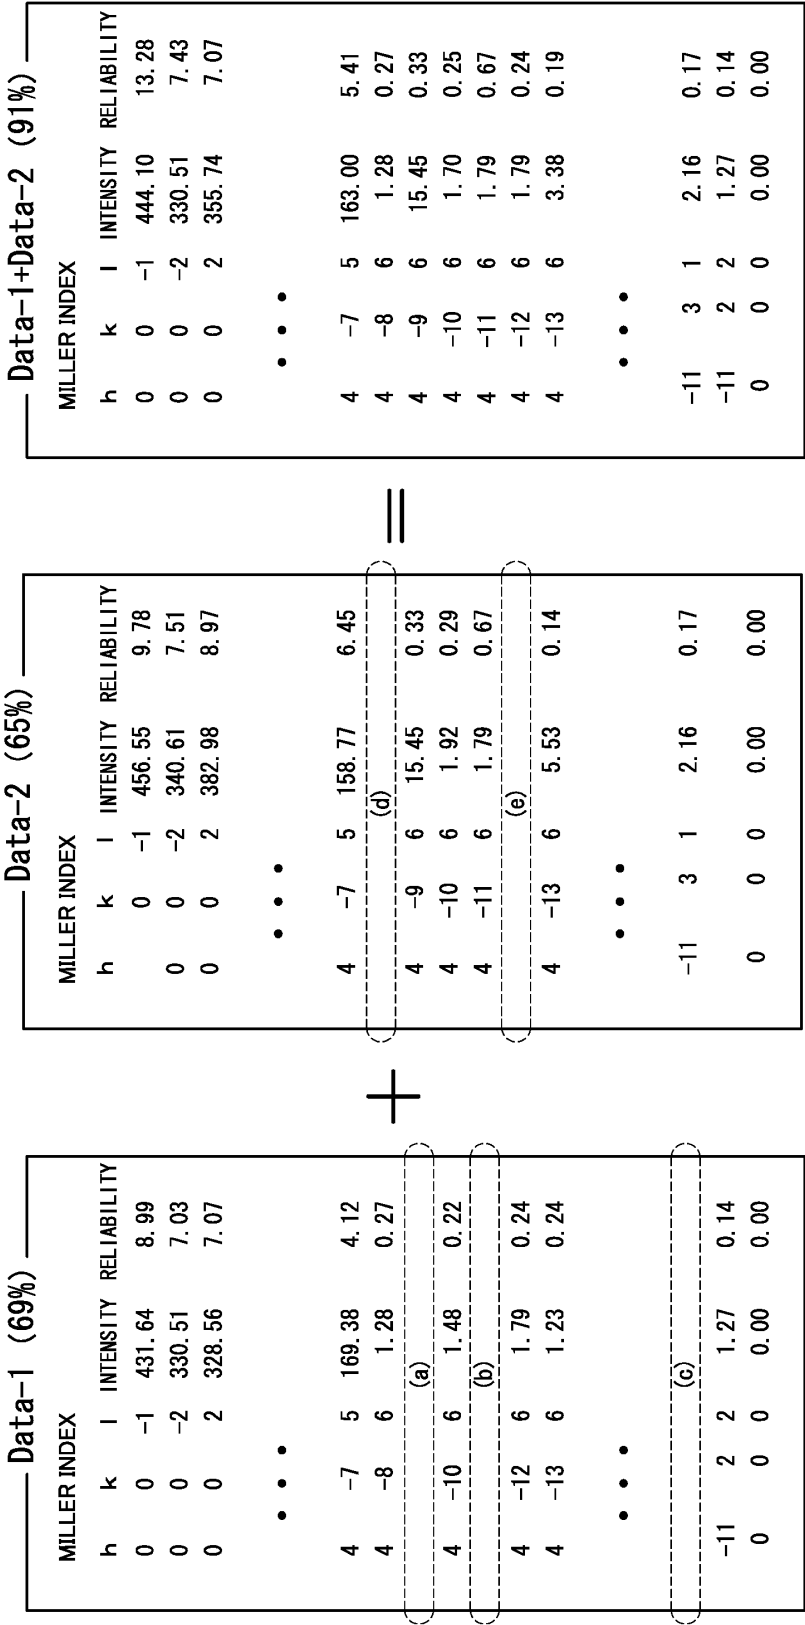 Data-1 (69%)
MILLER INDEX
h k l INTENSITY RELIABILITY
0 0 -1 431.64 8.99
0 0 -2 330.51 7.03
0 0 2 328.56 7.07
4 -7 5 169.38 4.12
4 -8 6 1.28 0.27
(a)
4 -10 6 1.48 0.22
(b)
4 -12 6 1.79 0.24
4 -13 6 1.23 0.24
(c)
-11 2 2 1.27 0.14
0 0 0 0.00 0.00
+
Data-2 (65%)
MILLER INDEX
h k l INTENSITY RELIABILITY
0 -1 456.55 9.78
0 0 -2 340.61 7.51
0 0 2 382.98 8.97
4 -7 5 158.77 6.45
(d)
4 -9 6 15.45 0.33
4 -10 6 1.92 0.29
4 -11 6 1.79 0.67
(e)
4 -13 6 5.53 0.14
-11 3 1 2.16 0.17
0 0 0 0.00 0.00
=
Data-1+Data-2 (91%)
MILLER INDEX
h k l INTENSITY RELIABILITY
0 0 -1 444.10 13.28
0 0 -2 330.51 7.43
0 0 2 355.74 7.07
4 -7 5 163.00 5.41
4 -8 6 1.28 0.27
4 -9 6 15.45 0.33
4 -10 6 1.70 0.25
4 -11 6 1.79 0.67
4 -12 6 1.79 0.24
4 -13 6 3.38 0.19
-11 3 1 2.16 0.17
-11 2 2 1.27 0.14
0 0 0 0.00 0.00